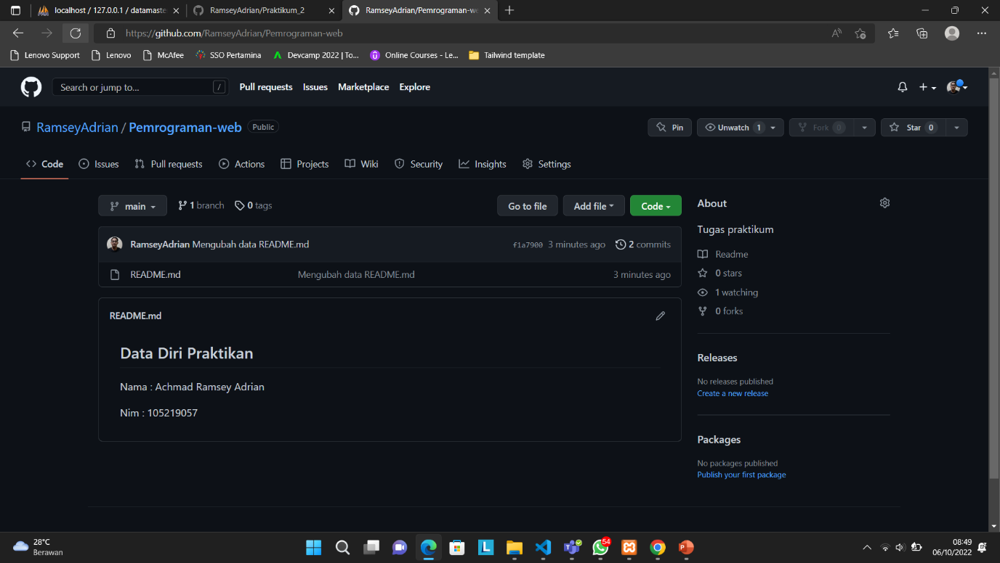 localhost / 127.0.0.1 / datamaste
RamseyAdrian/Praktikum_2
RamseyAdrian/Pemrograman-we
https://github.com/RamseyAdrian/Pemrograman-web
Lenovo Support
Lenovo
McAfee
SSO Pertamina
Devcamp 2022 | To...
Online Courses - Le...
Tailwind template
Search or jump to...
/
Pull requests
Issues
Marketplace
Explore
RamseyAdrian / Pemrograman-web
Public
Pin
Unwatch 1
Fork 0
Star 0
Code
Issues
Pull requests
Actions
Projects
Wiki
Security
Insights
Settings
main
1 branch
0 tags
Go to file
Add file
Code
RamseyAdrian Mengubah data README.md
f1a7900 3 minutes ago
2 commits
README.md
Mengubah data README.md
3 minutes ago
README.md
Data Diri Praktikan
Nama : Achmad Ramsey Adrian
Nim : 105219057
About
Tugas praktikum
Readme
0 stars
1 watching
0 forks
Releases
No releases published
Create a new release
Packages
No packages published
Publish your first package
28°C
Berawan
L
54
08:49
06/10/2022